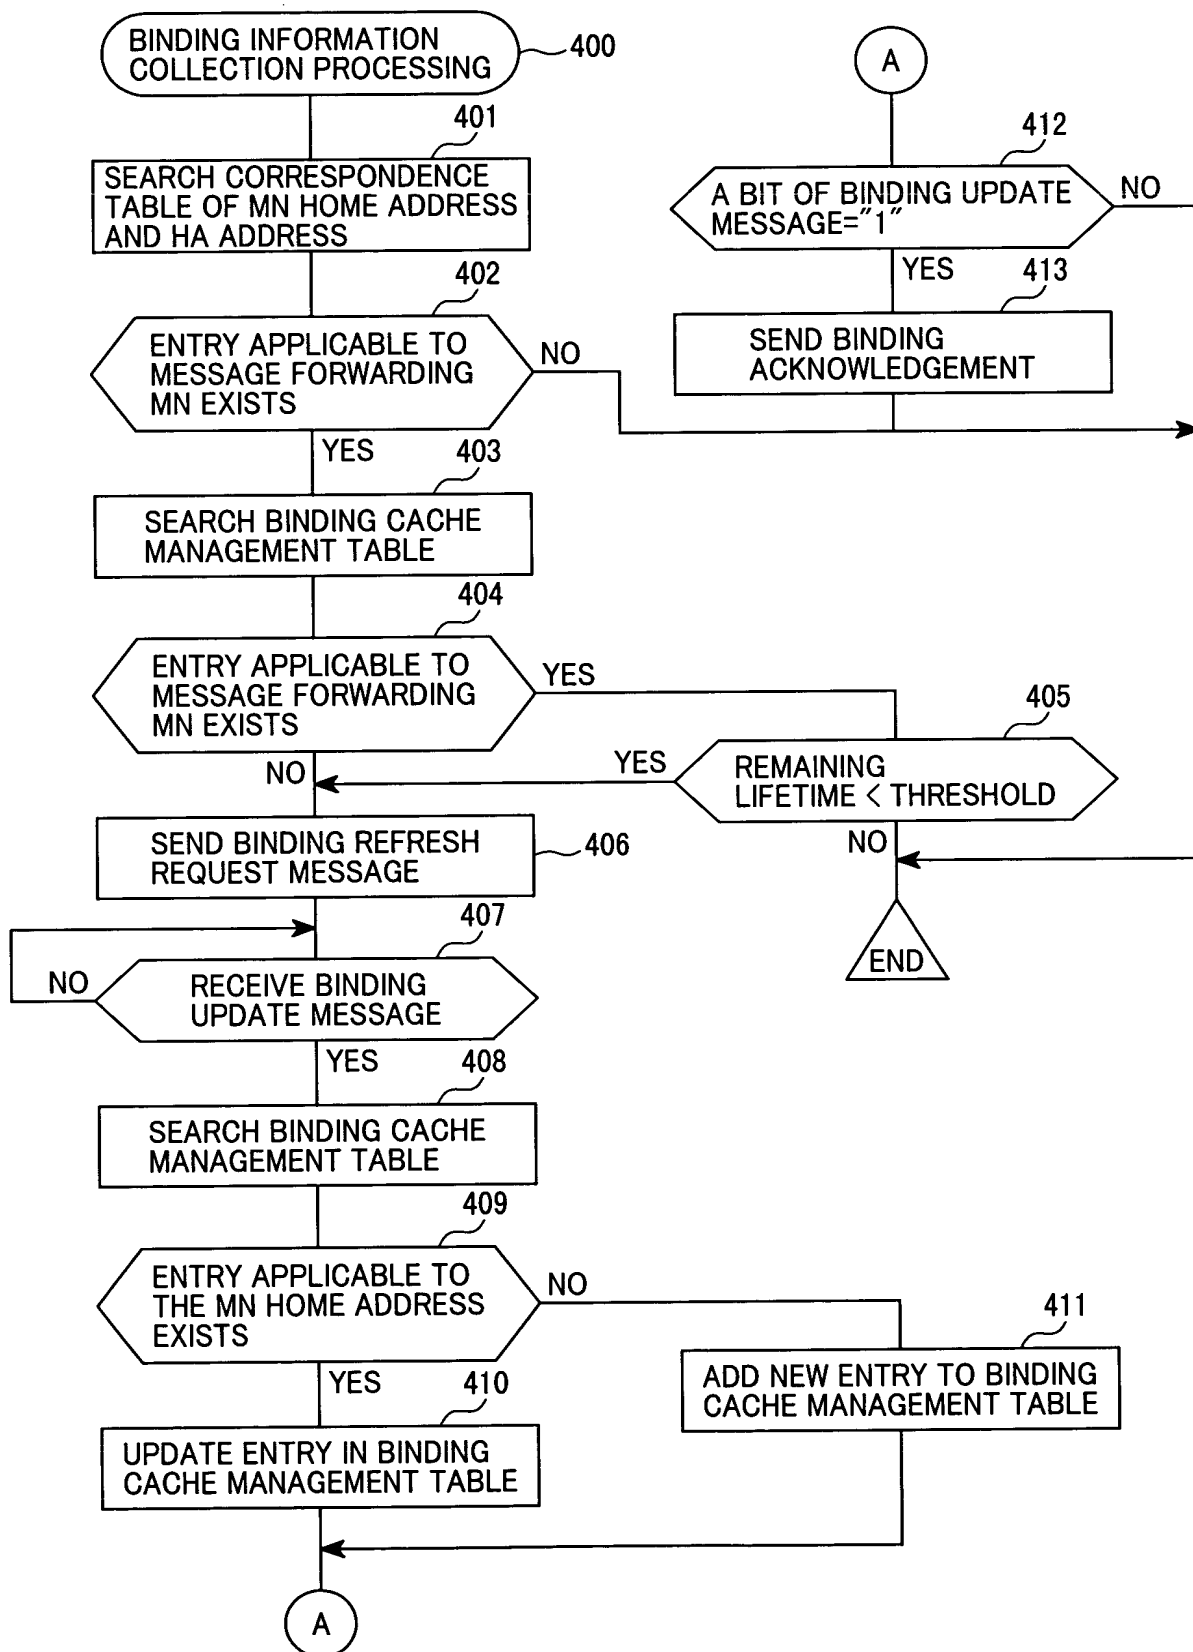 BINDING INFORMATION
COLLECTION PROCESSING
400
401
SEARCH CORRESPONDENCE
TABLE OF MN HOME ADDRESS
AND HA ADDRESS
402
ENTRY APPLICABLE TO
MESSAGE FORWARDING
MN EXISTS
NO
YES
403
SEARCH BINDING CACHE
MANAGEMENT TABLE
404
ENTRY APPLICABLE TO
MESSAGE FORWARDING
MN EXISTS
YES
NO
405
REMAINING
LIFETIME < THRESHOLD
YES
NO
END
SEND BINDING REFRESH
REQUEST MESSAGE
406
407
RECEIVE BINDING
UPDATE MESSAGE
NO
YES
408
SEARCH BINDING CACHE
MANAGEMENT TABLE
409
ENTRY APPLICABLE TO
THE MN HOME ADDRESS
EXISTS
NO
YES
410
UPDATE ENTRY IN BINDING
CACHE MANAGEMENT TABLE
411
ADD NEW ENTRY TO BINDING
CACHE MANAGEMENT TABLE
A
A
412
A BIT OF BINDING UPDATE
MESSAGE="1"
NO
YES
413
SEND BINDING
ACKNOWLEDGEMENT